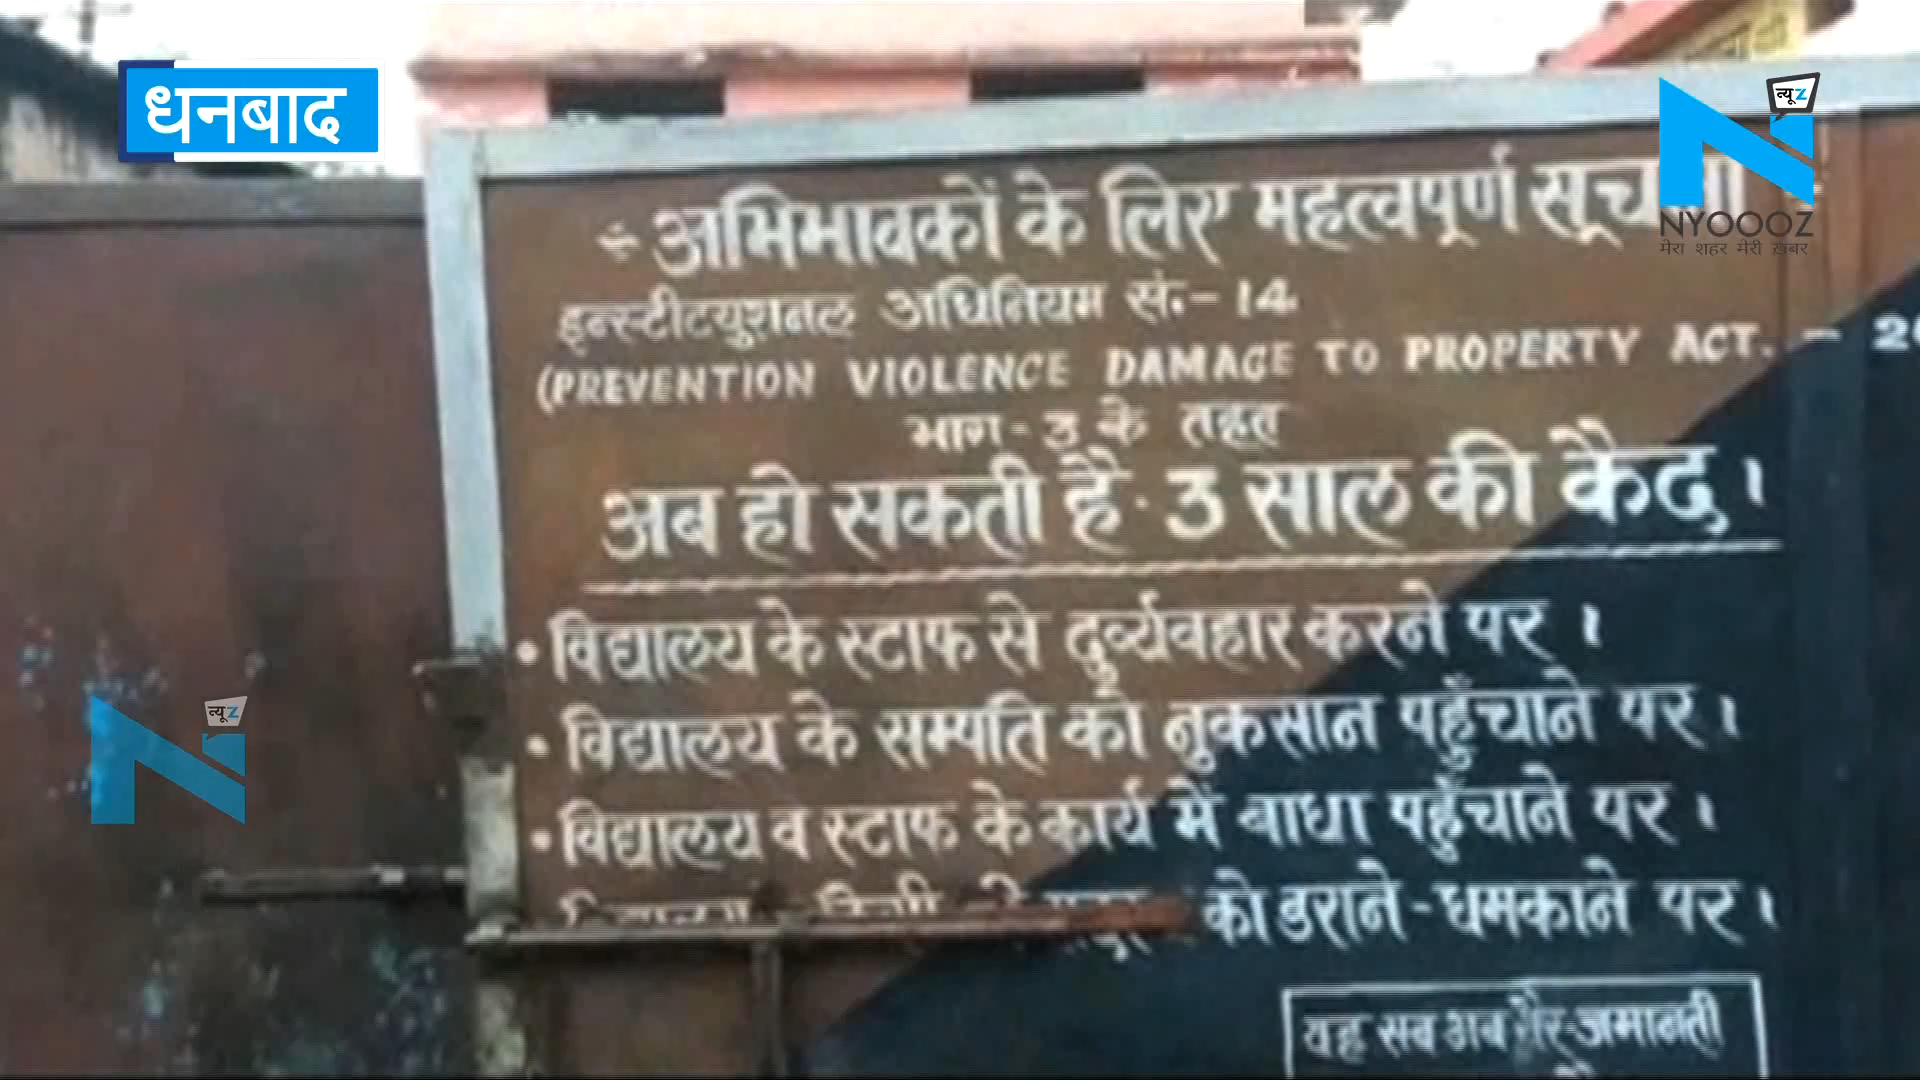 धनबाद
न्यूz
NYOOOZ
मेरा शहर मेरी ख़बर
अभिभावकों के लिए महत्वपूर्ण
इन्स्टीटयुशनल अधिनियम सं.- 14
(PREVENTION VIOLENCE DAMAGE TO PROPERTY ACT. -
भाग - 3 के तहत
अब हो सकती है 3 साल की कैद।
• विद्यालय के स्टाफ से दुर्व्यवहार करने पर ।
• विद्यालय के सम्पति को नुकसान पहुँचाने पर ।
• विद्यालय व स्टाफ के कार्य में बाधा पहुँचाने पर ।
को डराने - धमकाने पर ।
यह सब अब गैर-जमानती
न्यूz